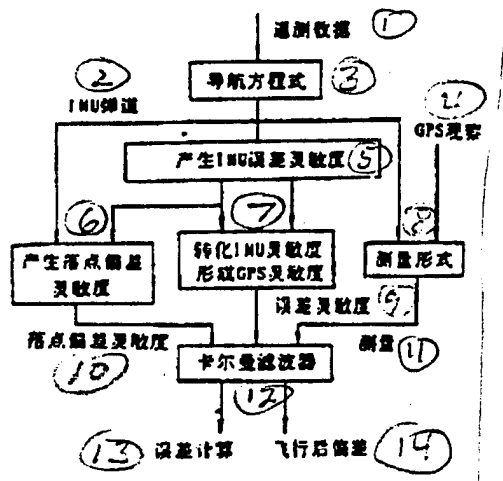 遥测数据 1
2
IMU弹道
导航方程式 3
4
GPS观察
产生IMU误差灵敏度 5
6
7
8
产生落点偏差
灵敏度
转化IMU灵敏度
形成GPS灵敏度
测量形式
误差灵敏度 9
落点偏差灵敏度
10
测量 11
卡尔曼滤波器
12
13 误差计算
飞行后偏差 14